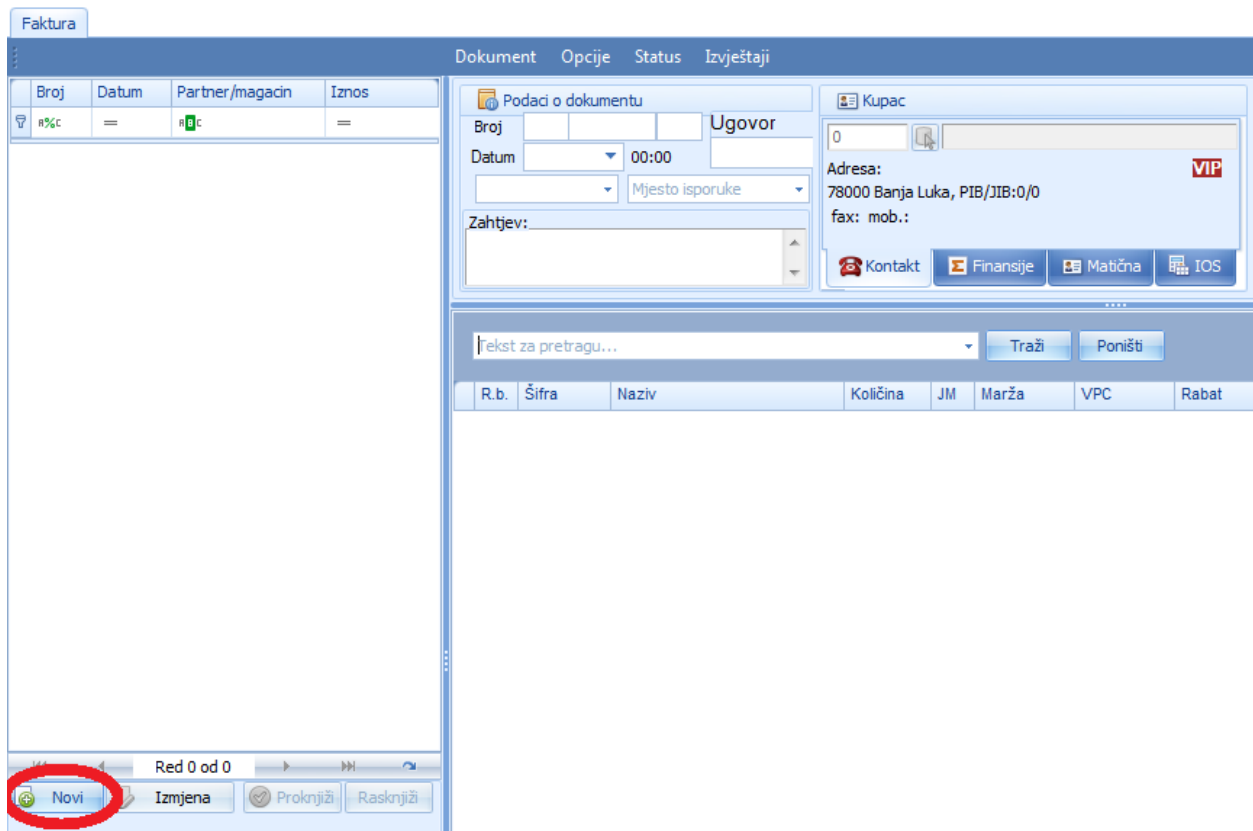 Faktura
Dokument Opcije Status Izvještaji
Broj Datum Partner/magacin Iznos
Podaci o dokumentu
Broj
Ugovor
Datum 00:00
Mjesto isporuke
Zahtjev:
Kupac
0
Adresa:
VIP
78000 Banja Luka, PIB/JIB:0/0
fax: mob.:
Kontakt Finansije Matična IOS
Tekst za pretragu... Traži Poništi
R.b. Šifra Naziv Količina JM Marža VPC Rabat
Red 0 od 0
Novi Izmjena Proknjiži Rasknjiži